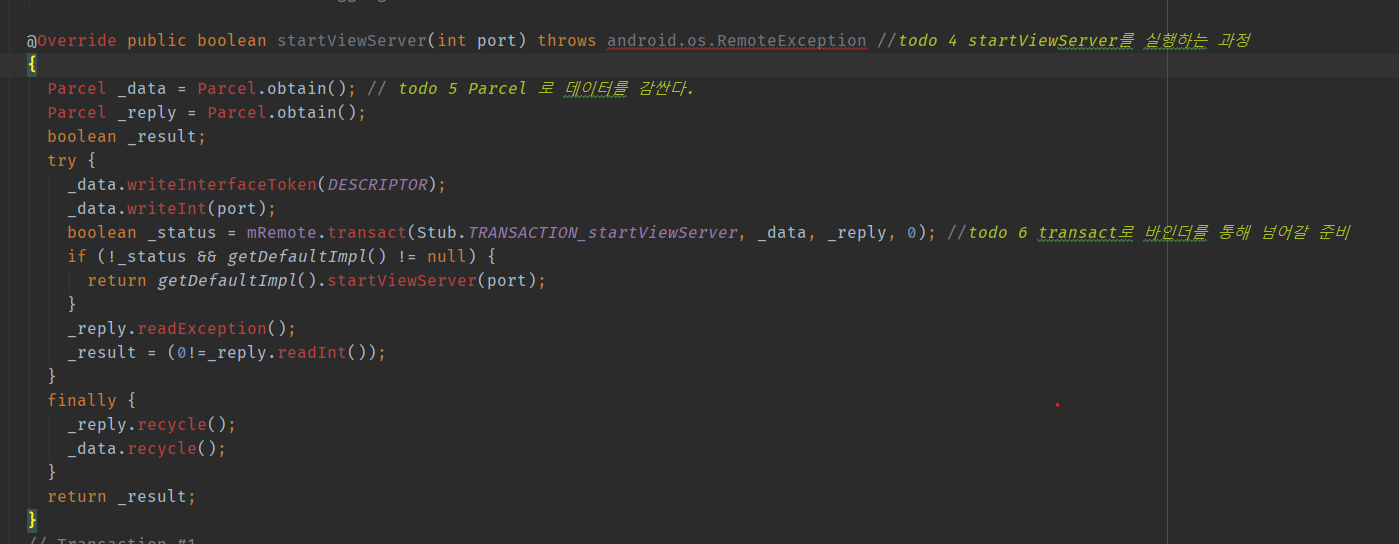 @Override public boolean startViewServer(int port) throws android.os.RemoteException //todo 4 startViewServer를 실행하는 과정
{
Parcel _data = Parcel.obtain(); // todo 5 Parcel 로 데이터를 감싼다.
Parcel _reply = Parcel.obtain();
boolean _result;
try {
_data.writeInterfaceToken(DESCRIPTOR);
_data.writeInt(port);
boolean _status = mRemote.transact(Stub.TRANSACTION_startViewServer, _data, _reply, 0); //todo 6 transact로 바인더를 통해 넘어갈 준비
if (!_status && getDefaultImpl() != null) {
return getDefaultImpl().startViewServer(port);
}
_reply.readException();
_result = (0!=_reply.readInt());
}
finally {
_reply.recycle();
_data.recycle();
}
return _result;
}
// Transaction #1